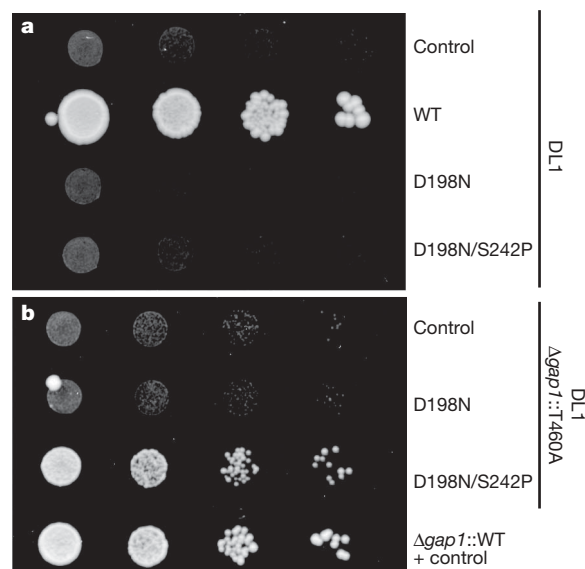 a
Control
WT
D198N
D198N/S242P
DL1
b
Control
D198N
D198N/S242P
Δgap1::WT
+ control
DL1
Δgap1::T460A